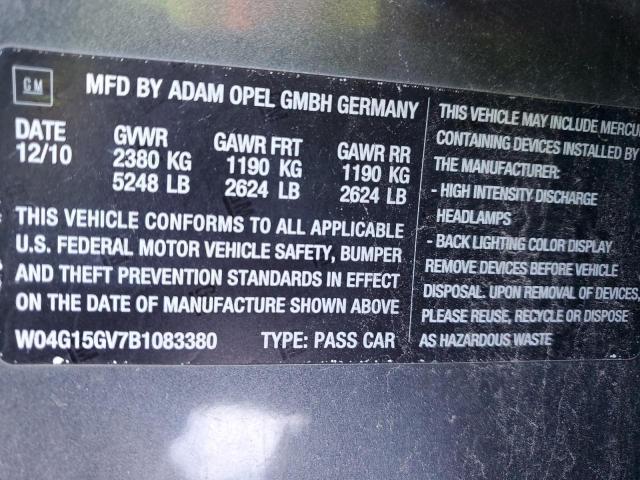 GM
MFD BY ADAM OPEL GMBH GERMANY
DATE
12/10
GVWR
2380 KG
5248 LB
GAWR FRT
1190 KG
2624 LB
GAWR RR
1190 KG
2624 LB
THIS VEHICLE CONFORMS TO ALL APPLICABLE
U.S. FEDERAL MOTOR VEHICLE SAFETY, BUMPER
AND THEFT PREVENTION STANDARDS IN EFFECT
ON THE DATE OF MANUFACTURE SHOWN ABOVE
W04G15GV7B1083380
TYPE: PASS CAR
THIS VEHICLE MAY INCLUDE MERCU
CONTAINING DEVICES INSTALLED BY
THE MANUFACTURER:
- HIGH INTENSITY DISCHARGE
HEADLAMPS
- BACK LIGHTING COLOR DISPLAY
REMOVE DEVICES BEFORE VEHICLE
DISPOSAL. UPON REMOVAL OF DEVICES,
PLEASE REUSE, RECYCLE OR DISPOSE
AS HAZARDOUS WASTE